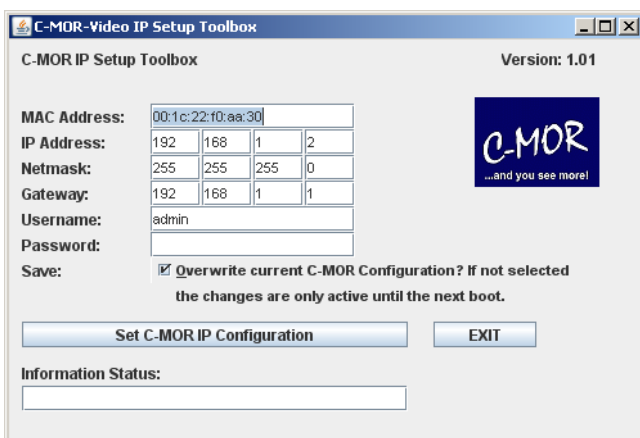 C-MOR-Video IP Setup Toolbox
C-MOR IP Setup Toolbox Version: 1.01
MAC Address: 00:1c:22:f0:aa:30
IP Address: 192 168 1 2
Netmask: 255 255 255 0
Gateway: 192 168 1 1
Username: admin
Password:
C-MOR
...and you see more!
Save: Overwrite current C-MOR Configuration? If not selected
the changes are only active until the next boot.
Set C-MOR IP Configuration EXIT
Information Status: